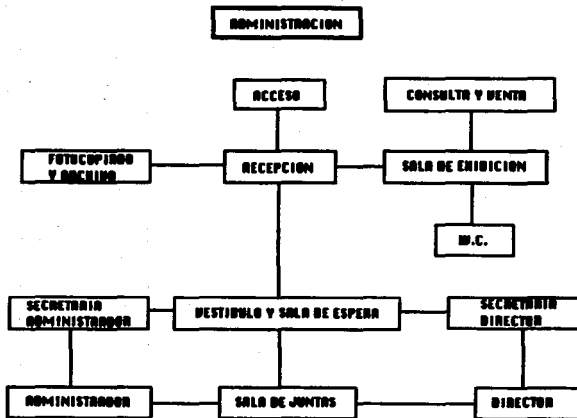 ADMINISTRACION
ACCESO
CONSULTA Y VENTA
FOTOCOPIADO
Y ARCHIVO
RECEPCION
SALA DE EXHIBICION
W.C.
SECRETARIA
ADMINISTRADOR
VESTIBULO Y SALA DE ESPERA
SECRETARIA
DIRECTOR
ADMINISTRADOR
SALA DE JUNTAS
DIRECTOR